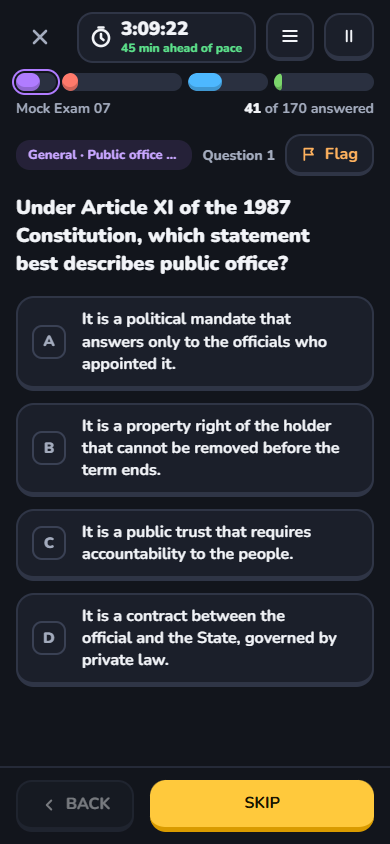 3:09:22
45 min ahead of pace
Mock Exam 07
41 of 170 answered
General · Public office ...
Question 1
Flag
Under Article XI of the 1987
Constitution, which statement
best describes public office?
A
It is a political mandate that
answers only to the officials who
appointed it.
B
It is a property right of the holder
that cannot be removed before the
term ends.
C
It is a public trust that requires
accountability to the people.
D
It is a contract between the
official and the State, governed by
private law.
BACK
SKIP